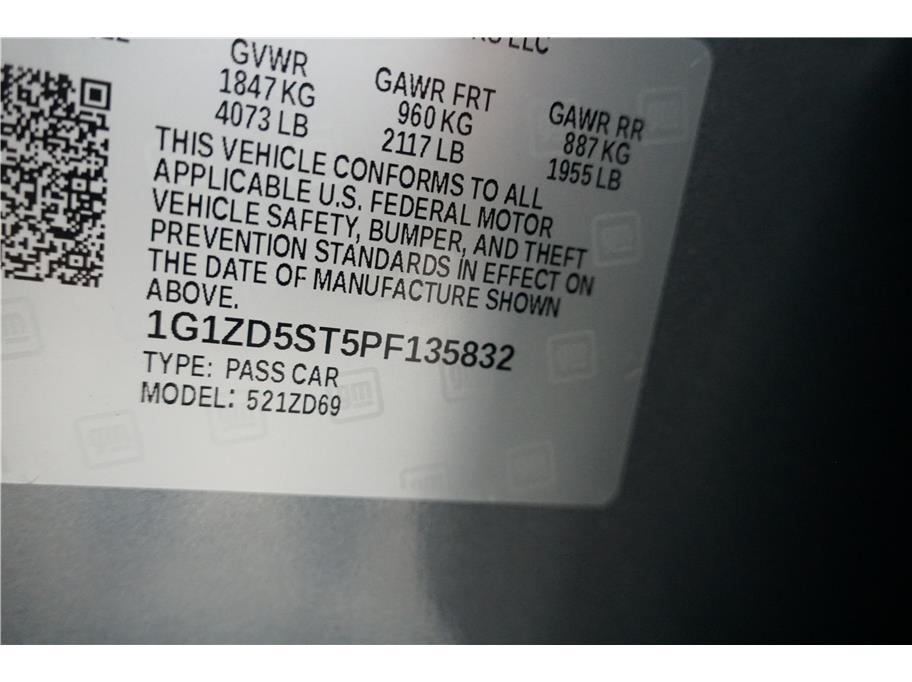 LLC
GVWR
1847 KG
4073 LB
GAWR FRT
960 KG
2117 LB
GAWR RR
887 KG
1955 LB
THIS VEHICLE CONFORMS TO ALL
APPLICABLE U.S. FEDERAL MOTOR
VEHICLE SAFETY, BUMPER, AND THEFT
PREVENTION STANDARDS IN EFFECT ON
THE DATE OF MANUFACTURE SHOWN
ABOVE.
1G1ZD5ST5PF135832
TYPE: PASS CAR
MODEL: 521ZD69